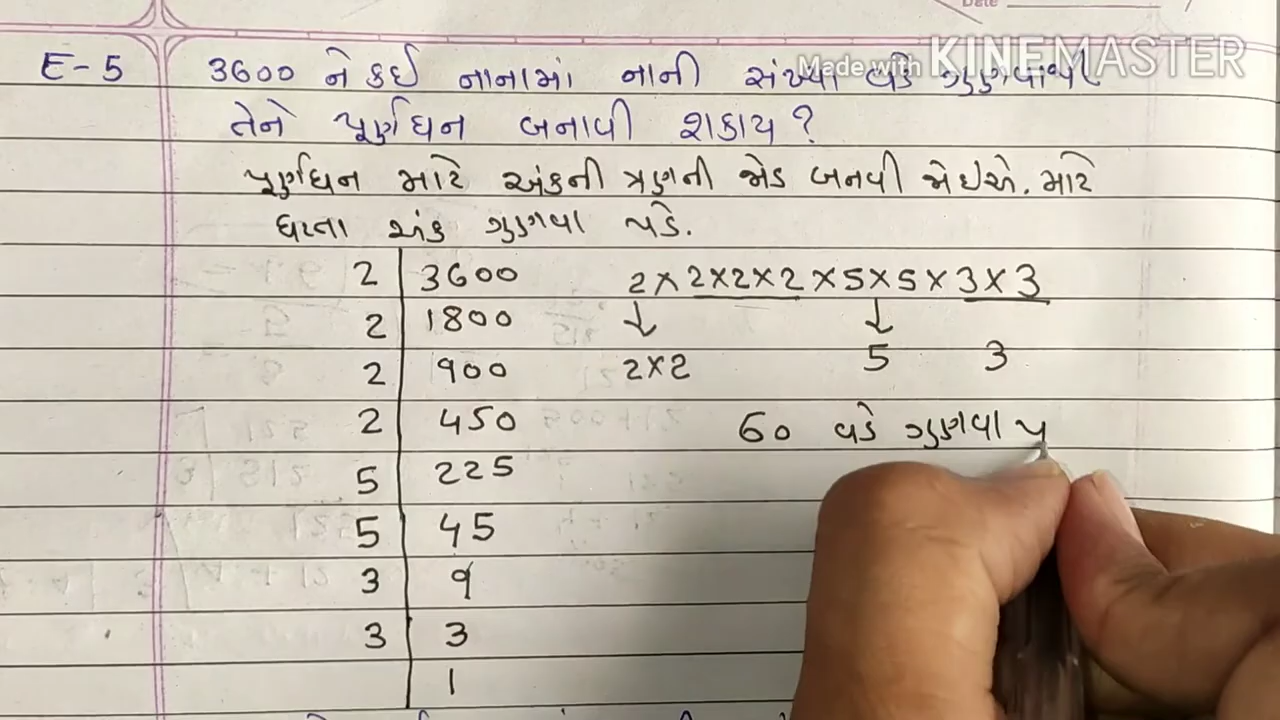 Date
Made with KINEMASTER
E-5 3600 ને કઈ નાનામાં નાની સંખ્યા વડે ગુણવાથી
તેને પૂર્ણઘન બનાવી શકાય ?
પૂર્ણઘન માટે અંકની ત્રણની જોડ બનવી જોઈએ. માટે
ઘટતા અંક ગુણવા પડે.
2 | 3600 2 × 2×2×2 × 5×5 × 3×3
2 | 1800 ↓ ↓
2 | 900 2×2 5 3
2 | 450 60 વડે ગુણવા પ
5 | 225
5 | 45
3 | 9
3 | 3
1